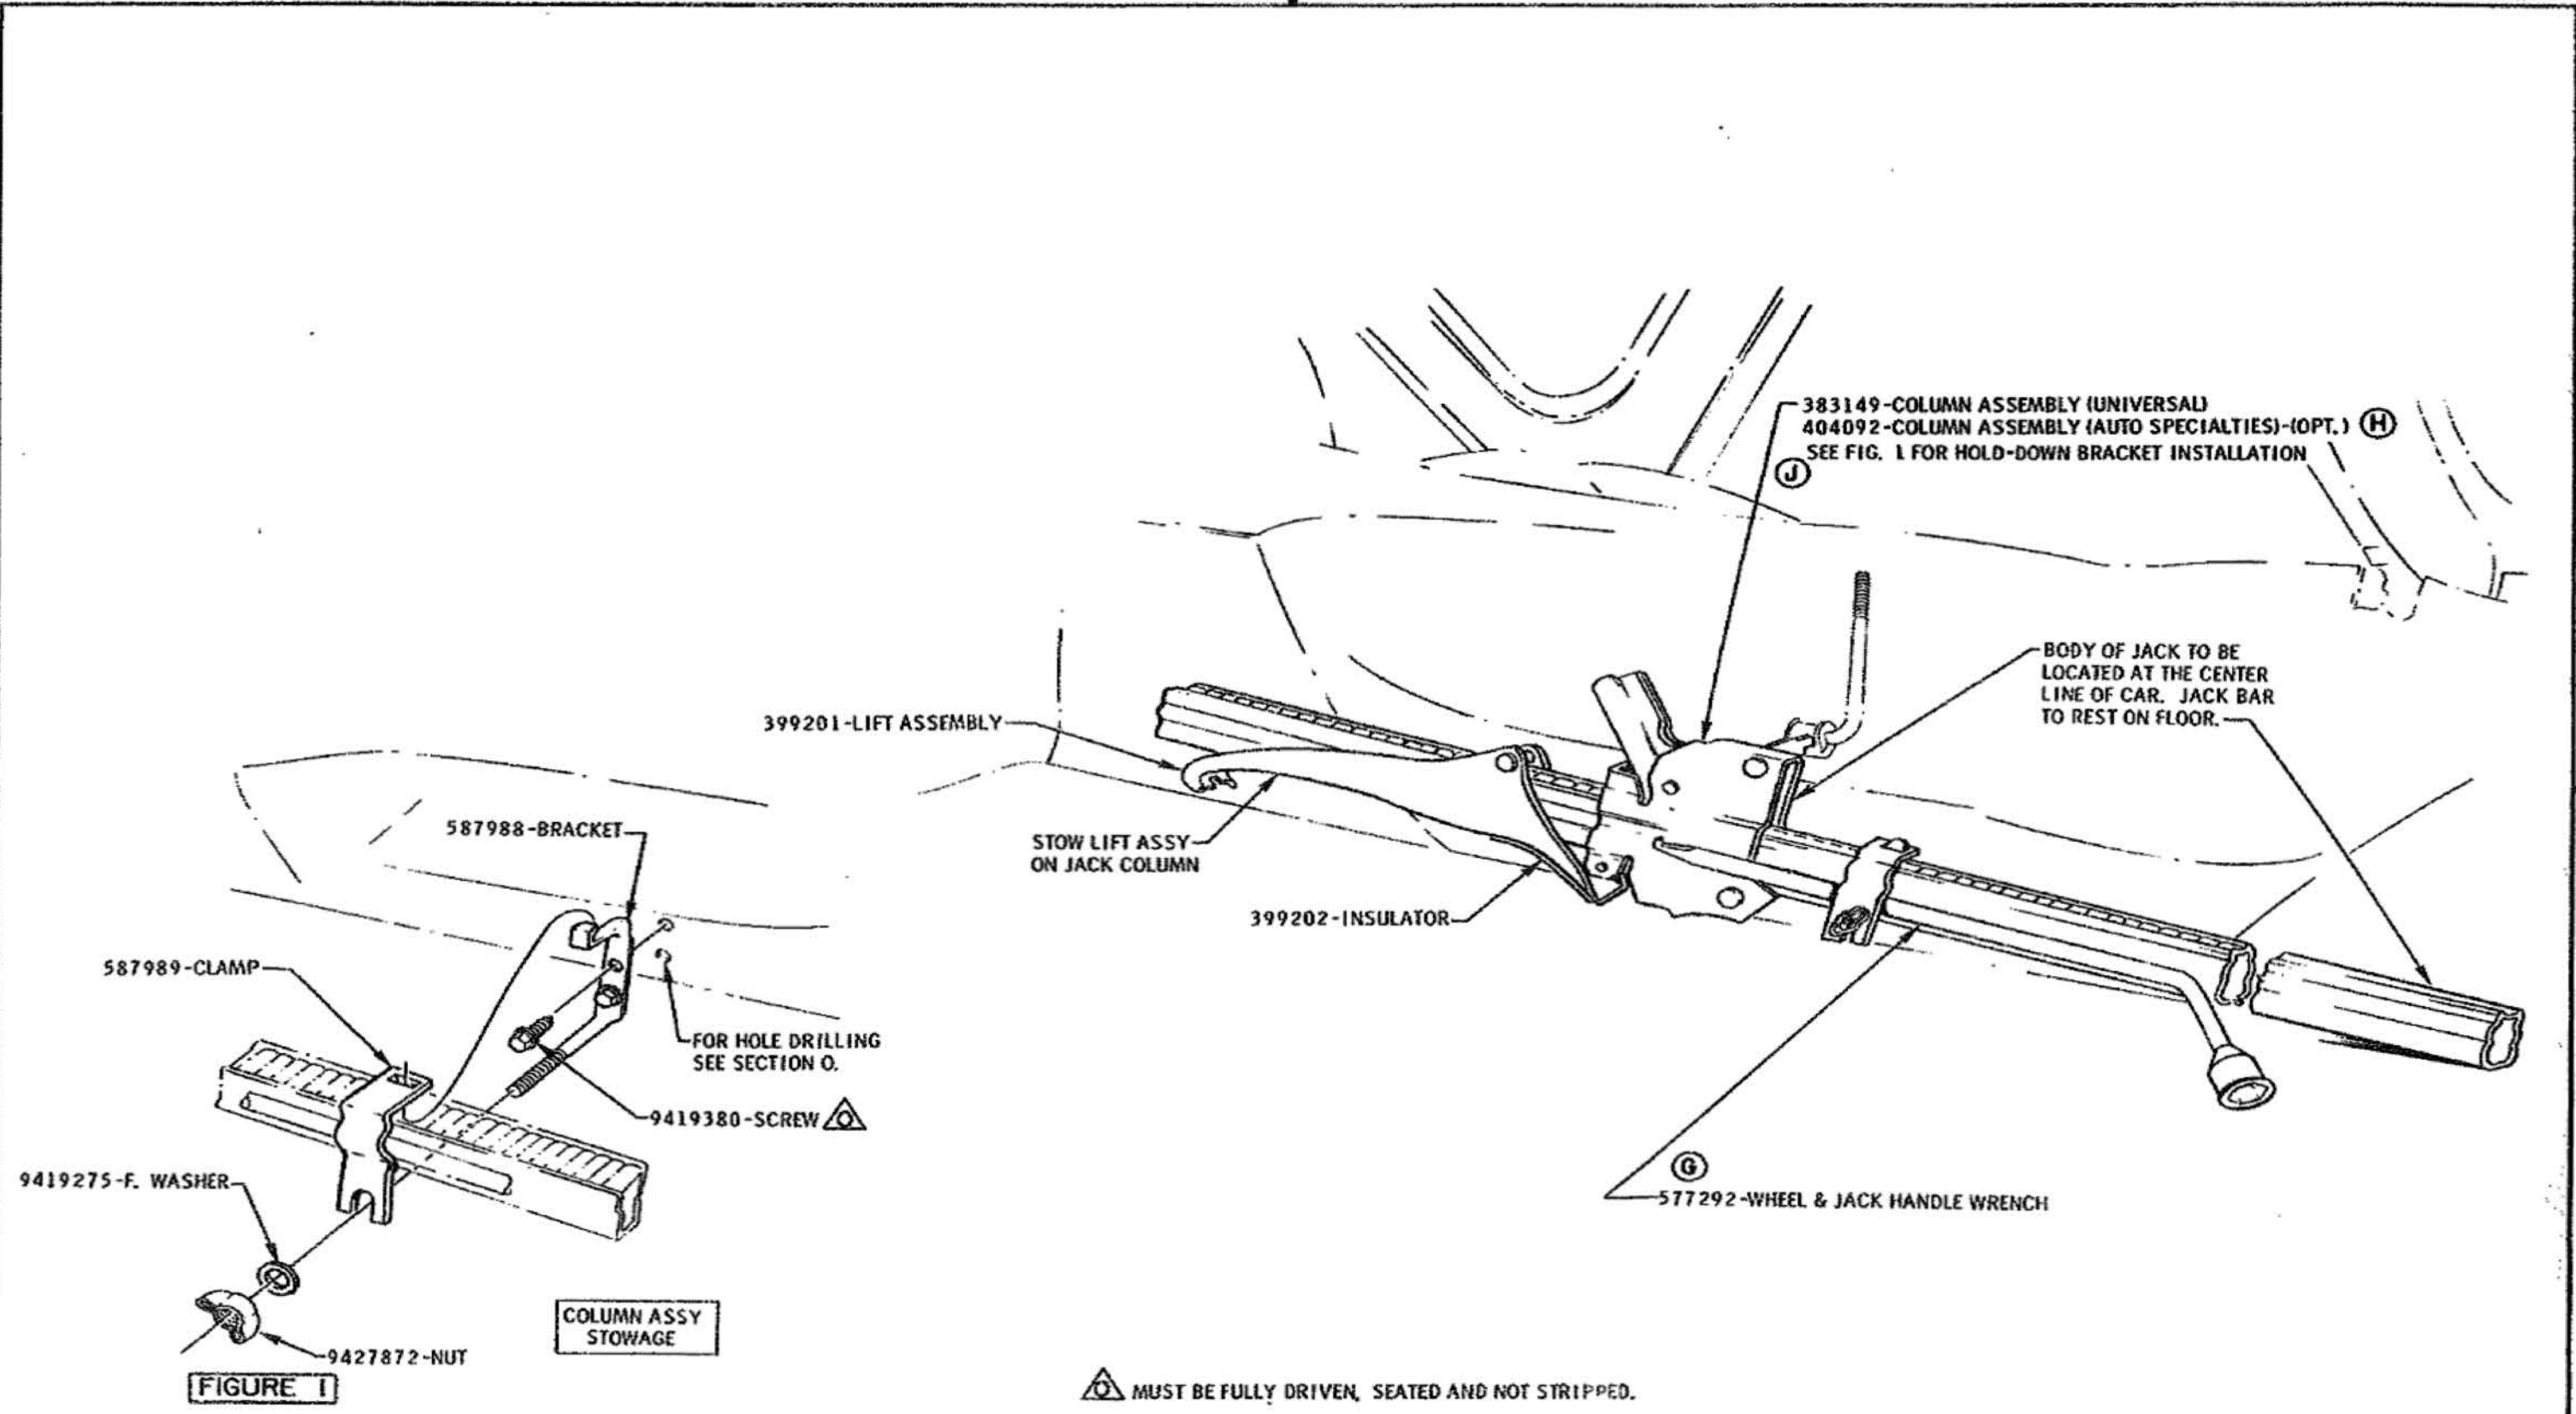 383149-COLUMN ASSEMBLY (UNIVERSAL)
404092-COLUMN ASSEMBLY (AUTO SPECIALTIES)-(OPT.) H
SEE FIG. 1 FOR HOLD-DOWN BRACKET INSTALLATION
J
BODY OF JACK TO BE
LOCATED AT THE CENTER
LINE OF CAR. JACK BAR
TO REST ON FLOOR.
399201-LIFT ASSEMBLY
STOW LIFT ASSY
ON JACK COLUMN
399202-INSULATOR
587988-BRACKET
587989-CLAMP
FOR HOLE DRILLING
SEE SECTION O.
9419380-SCREW O
9419275-F. WASHER
G
577292-WHEEL & JACK HANDLE WRENCH
COLUMN ASSY
STOWAGE
9427872-NUT
FIGURE 1
O MUST BE FULLY DRIVEN, SEATED AND NOT STRIPPED.